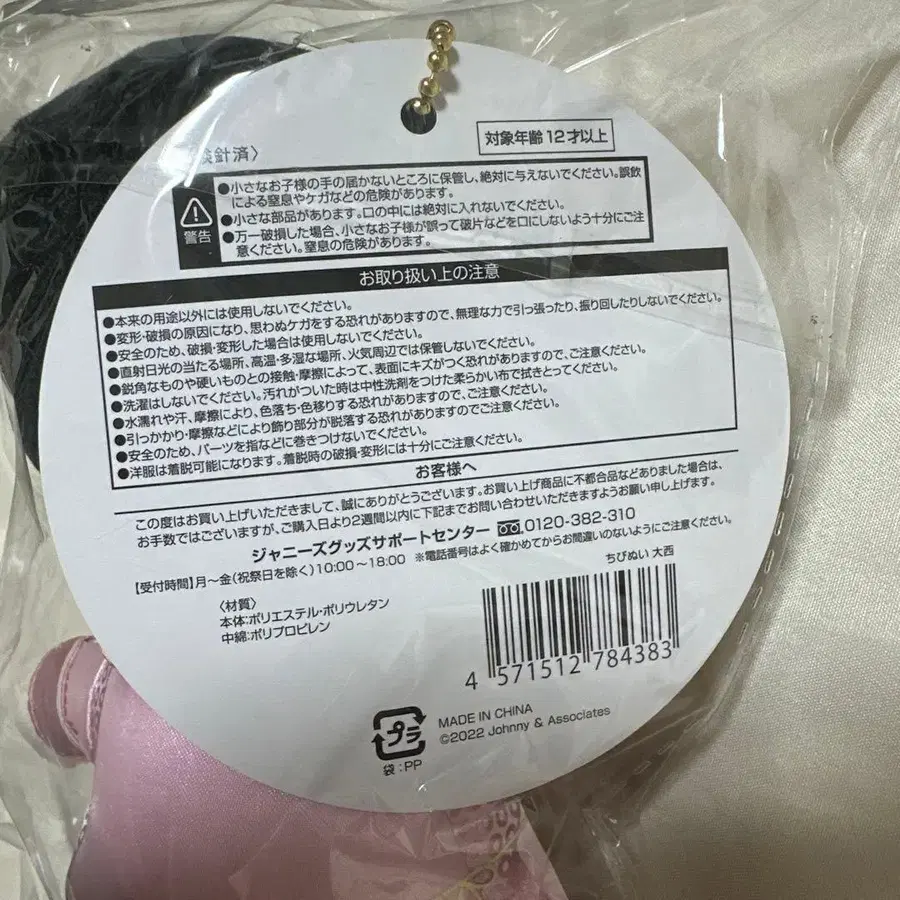 検針済〉
対象年齢12才以上
警告
●小さなお子様の手の届かないところに保管し、絶対に与えないでください。誤飲
による窒息やケガなどの危険があります。
●小さな部品があります。口の中には絶対に入れないでください。
●万一破損した場合、小さなお子様が誤って破片などを口にしないよう十分にご注
意ください。窒息の危険があります。
お取り扱い上の注意
●本来の用途以外には使用しないでください。
●変形・破損の原因になり、思わぬケガをする恐れがありますので、無理な力で引っ張ったり、振り回したりしないでください。
●安全のため、破損・変形した場合は使用しないでください。
●直射日光の当たる場所、高温・多湿な場所、火気周辺では保管しないでください。
●鋭角なものや硬いものとの接触・摩擦によって、表面にキズがつく恐れがありますので、ご注意ください。
●洗濯はしないでください。汚れがついた時は中性洗剤をつけた柔らかい布で拭きとってください。
●水濡れや汗、摩擦により、色落ち・色移りする恐れがありますので、ご注意ください。
●引っかかり・摩擦などにより飾り部分が脱落する恐れがありますのでご注意ください。
●安全のため、パーツを指などに巻きつけないでください。
●洋服は着脱可能になります。着脱時の破損・変形には十分にご注意ください。
お客様へ
この度はお買い上げいただきまして、誠にありがとうございます。お買い上げ商品に不都合品などありました場合は、
お手数ではございますが、ご購入日より2週間以内に下記までお問い合わせいただきますようお願い申し上げます。
ジャニーズグッズサポートセンター 0120-382-310
【受付時間】月～金(祝祭日を除く)10:00～18:00 ※電話番号はよく確かめてからお間違いのないようにご注意ください。
〈材質〉
本体:ポリエステル・ポリウレタン
中綿:ポリプロピレン
ちびぬい 大西
4 571512 784383
プラ
袋:PP
MADE IN CHINA
©2022 Johnny & Associates